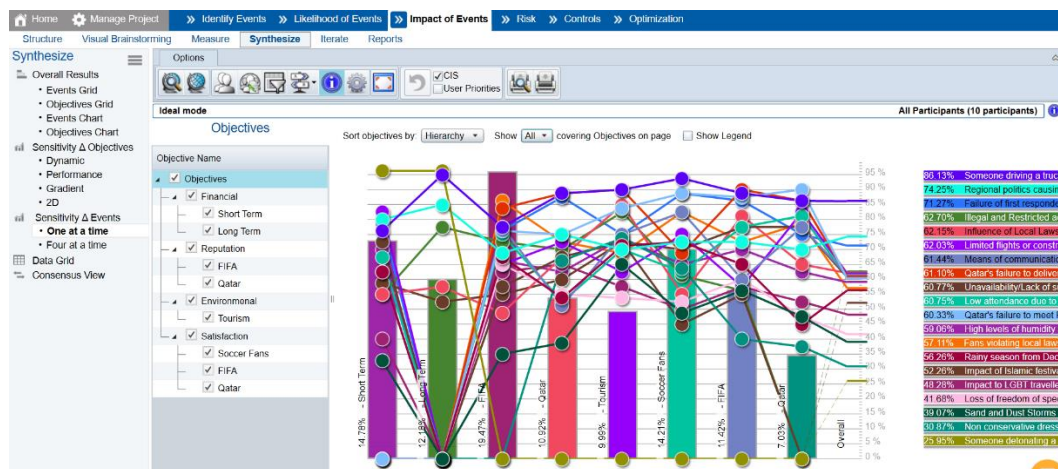 Home Manage Project » Identify Events » Likelihood of Events » Impact of Events » Risk » Controls » Optimization
Structure Visual Brainstorming Measure Synthesize Iterate Reports
Synthesize
Overall Results
• Events Grid
• Objectives Grid
• Events Chart
• Objectives Chart
Sensitivity Δ Objectives
• Dynamic
• Performance
• Gradient
• 2D
Sensitivity Δ Events
• One at a time
• Four at a time
Data Grid
Consensus View
Options
CIS
User Priorities
Ideal mode
All Participants (10 participants)
Objectives
Objective Name
Objectives
Financial
Short Term
Long Term
Reputation
FIFA
Qatar
Environmonal
Tourism
Satisfaction
Soccer Fans
FIFA
Qatar
Sort objectives by: Hierarchy Show All covering Objectives on page Show Legend
14.78% - Short Term
12.18% - Long Term
19.47% - FIFA
10.92% - Qatar
9.99% - Tourism
14.21% - Soccer Fans
11.42% - FIFA
7.03% - Qatar
Overall
95 %
90 %
85 %
80 %
75 %
70 %
65 %
60 %
55 %
50 %
45 %
40 %
35 %
30 %
25 %
20 %
15 %
10 %
5 %
0 %
86.13% Someone driving a truc
74.25% Regional politics causin
71.27% Failure of first responde
62.70% Illegal and Restricted s
62.15% Influence of Local Laws
62.03% Limited flights or constr
61.44% Means of communicatio
61.10% Qatar's failure to deliver
60.77% Unavailability/Lack of s
60.75% Low attendance due to
60.33% Qatar's failure to meet
59.06% High levels of humidity
57.11% Fans violating local law
56.26% Rainy season from Dec
52.26% Impact of Islamic festiva
48.28% Impact to LGBT travelle
41.68% Loss of freedom of spee
39.07% Sand and Dust Storms
30.87% Non conservative dress
25.95% Someone detonating a